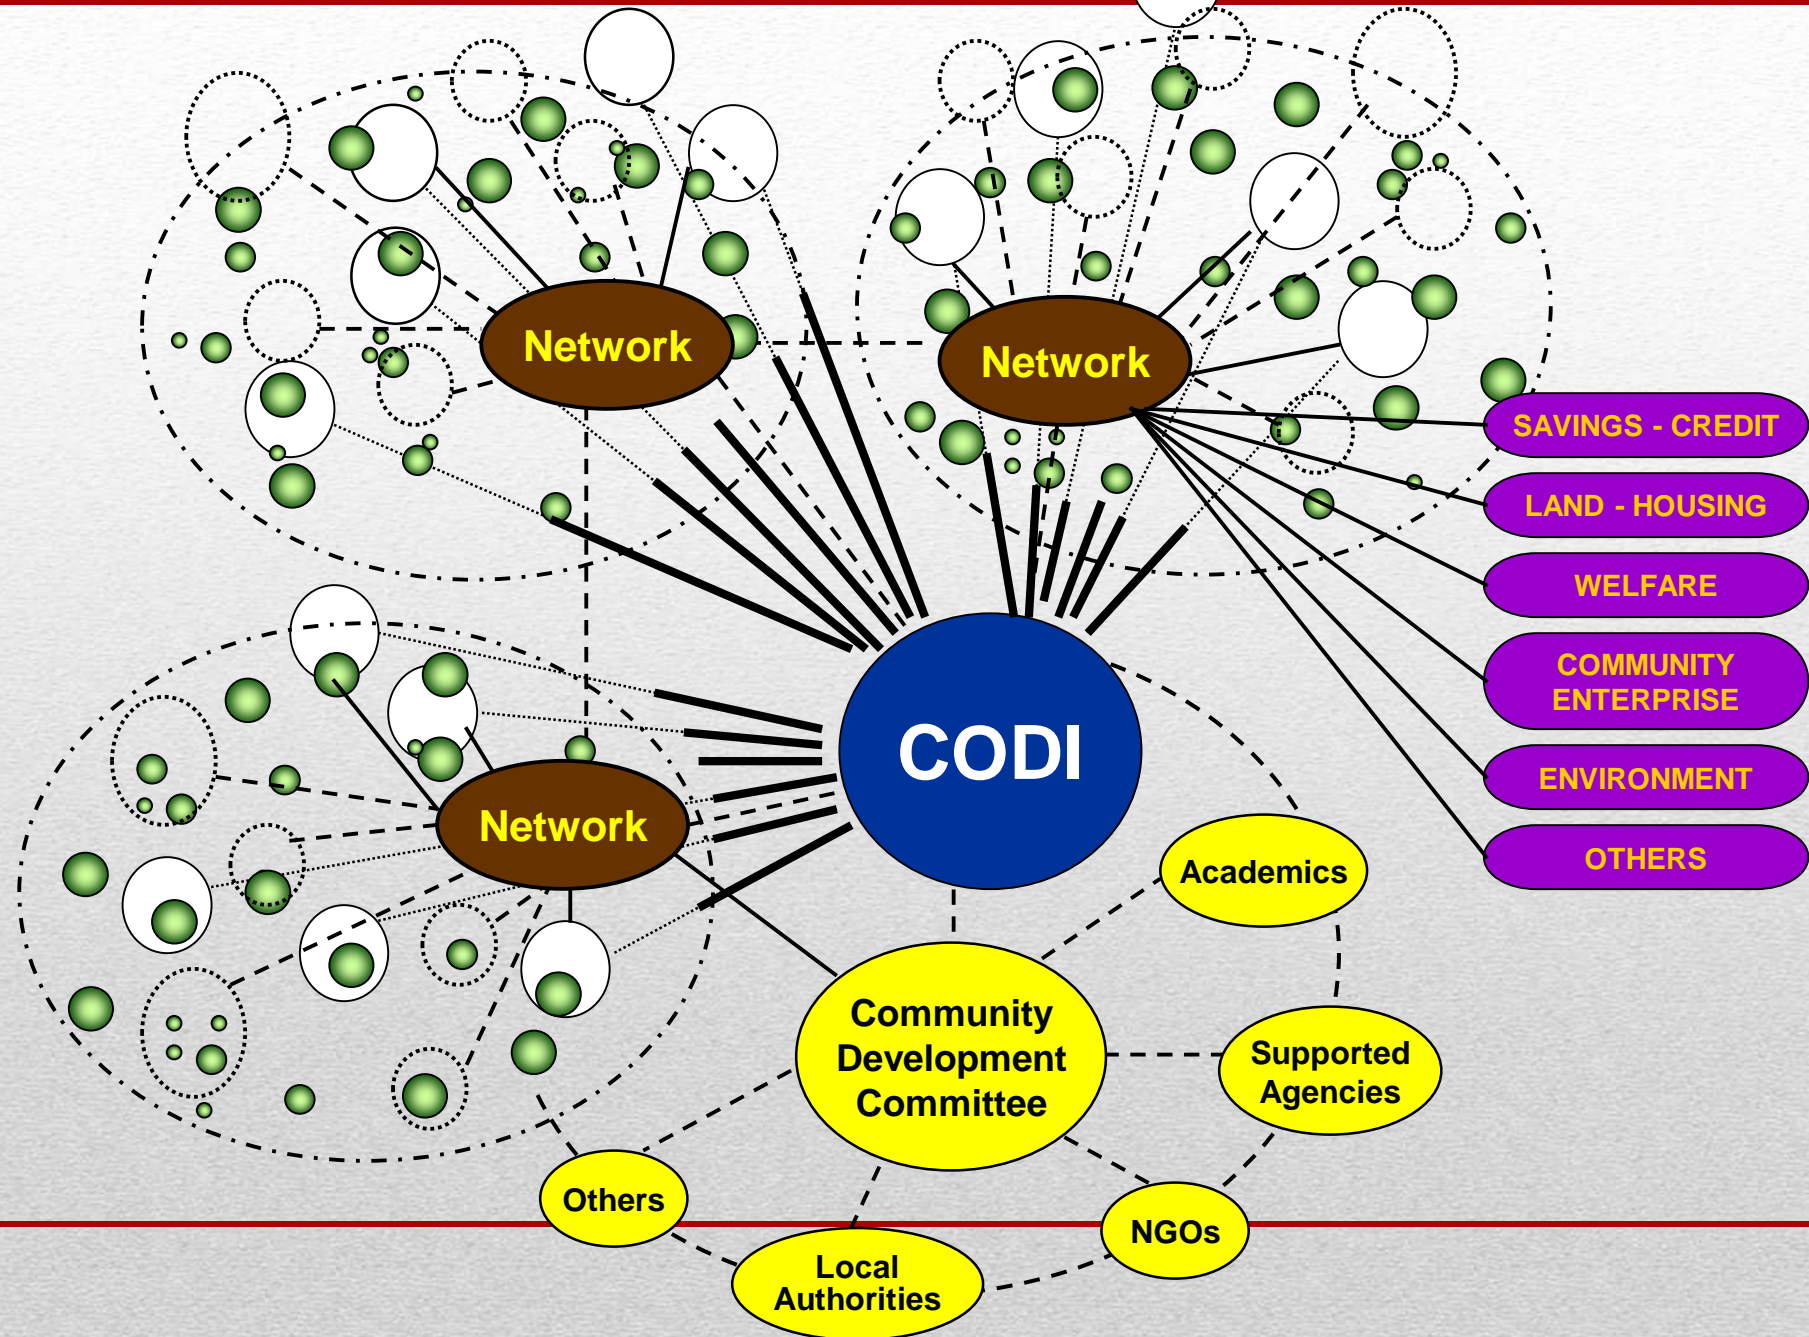 Network
Network
SAVINGS - CREDIT
LAND - HOUSING
WELFARE
COMMUNITY
ENTERPRISE
ENVIRONMENT
OTHERS
CODI
Network
Academics
Community
Development
Committee
Supported
Agencies
Others
NGOs
Local
Authorities